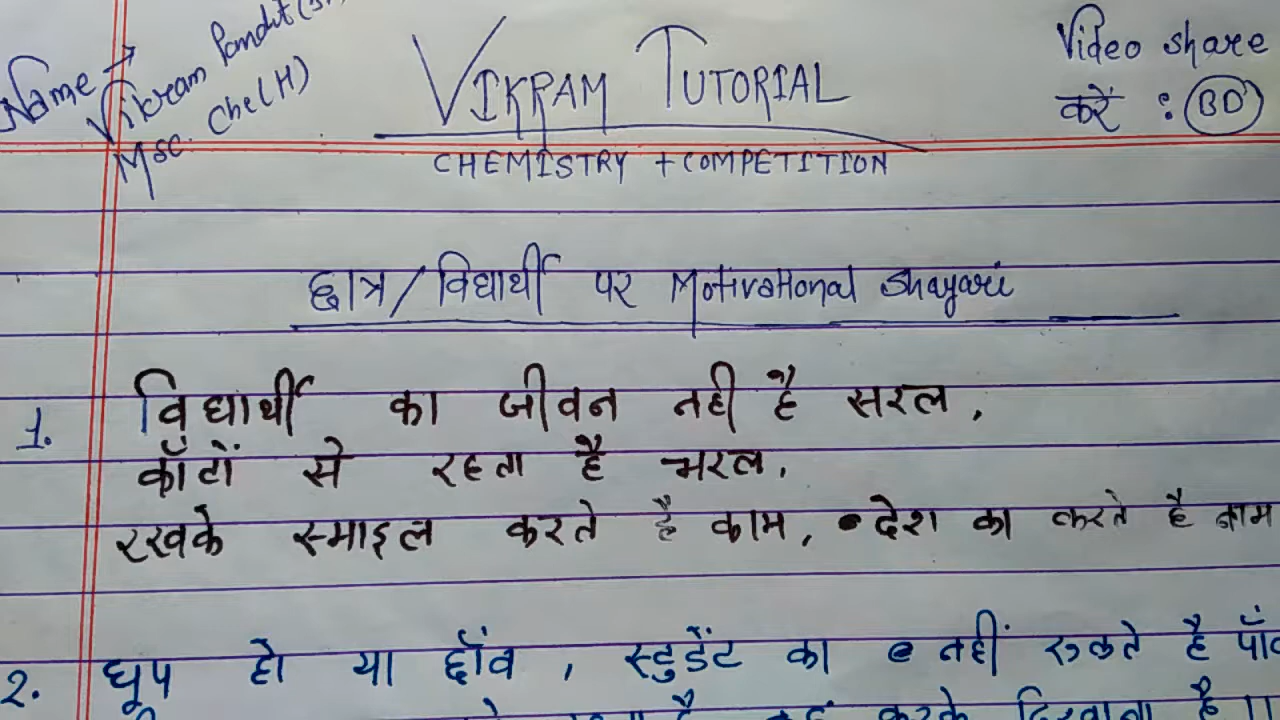 Name → Vikram Pandit
Msc. Che(H)
VIKRAM TUTORIAL
CHEMISTRY + COMPETITION
Video share
करें : BD
छात्र/विद्यार्थी पर Motivational Shayari
1. विद्यार्थी का जीवन नही है सरल,
काँटों से रहता है भरल,
रखके स्माइल करते है काम, देश का करते है नाम
2. धूप हो या छाँव, स्टुडेंट का नहीं रुकते है
करके दिखाता है ॥